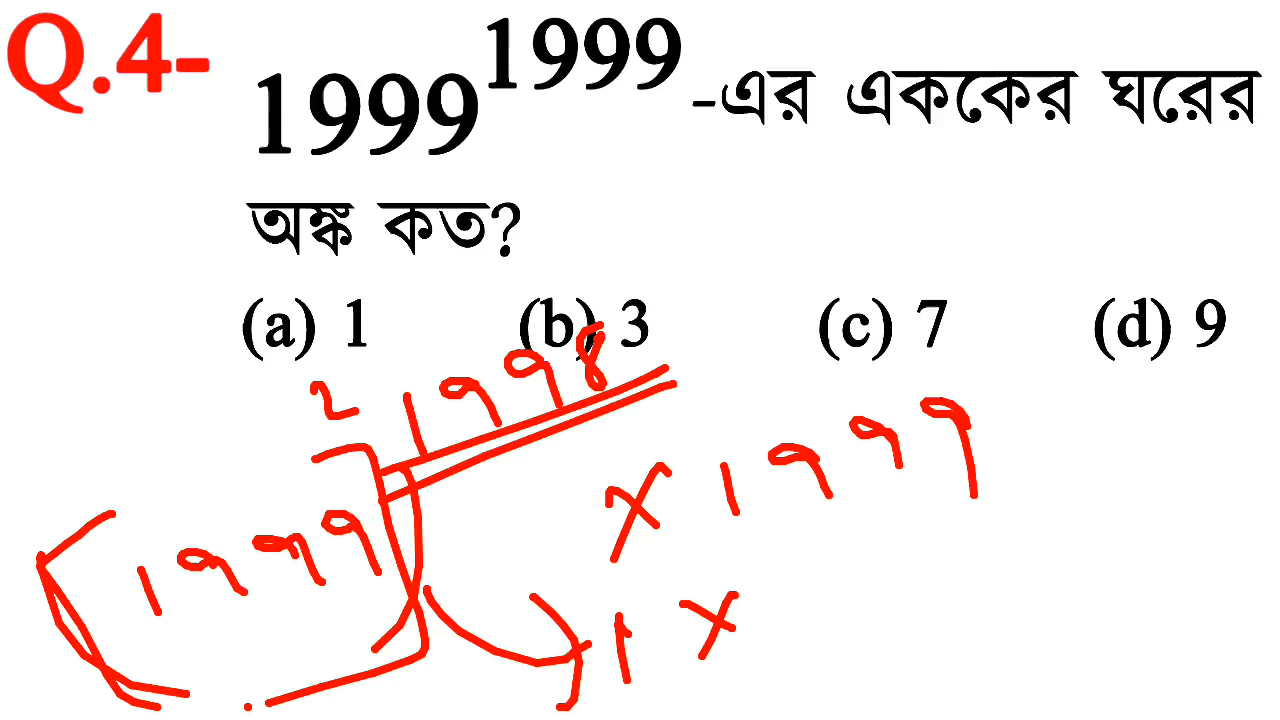 Q.4- 1999^1999 -এর এককের ঘরের
অঙ্ক কত?
(a) 1 (b) 3 (c) 7 (d) 9
2 1998
(1999) × 1999
1 ×